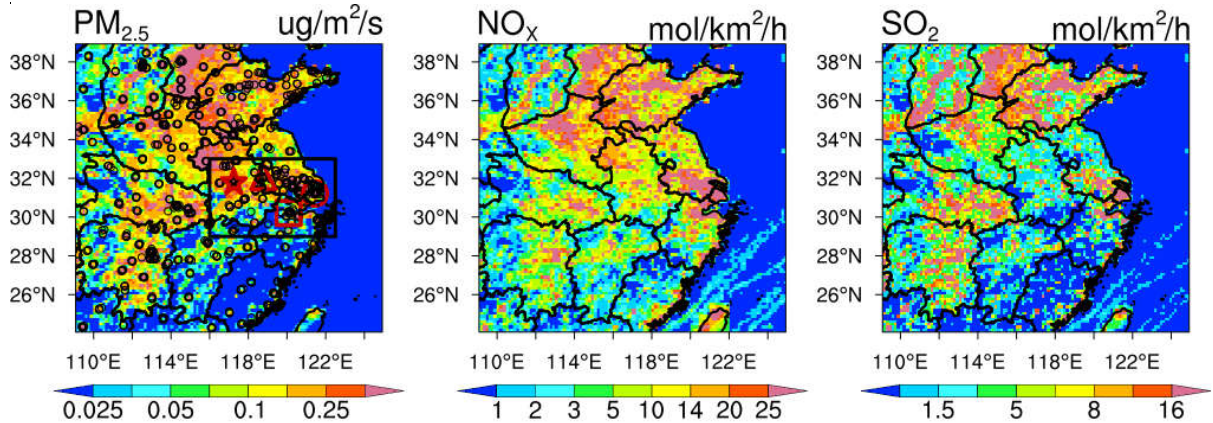 PM2.5 ug/m²/s
38°N
36°N
34°N
32°N
30°N
28°N
26°N
110°E 114°E 118°E 122°E
0.025 0.05 0.1 0.25
NOX mol/km²/h
38°N
36°N
34°N
32°N
30°N
28°N
26°N
110°E 114°E 118°E 122°E
1 2 3 5 10 14 20 25
SO2 mol/km²/h
38°N
36°N
34°N
32°N
30°N
28°N
26°N
110°E 114°E 118°E 122°E
1.5 5 8 16